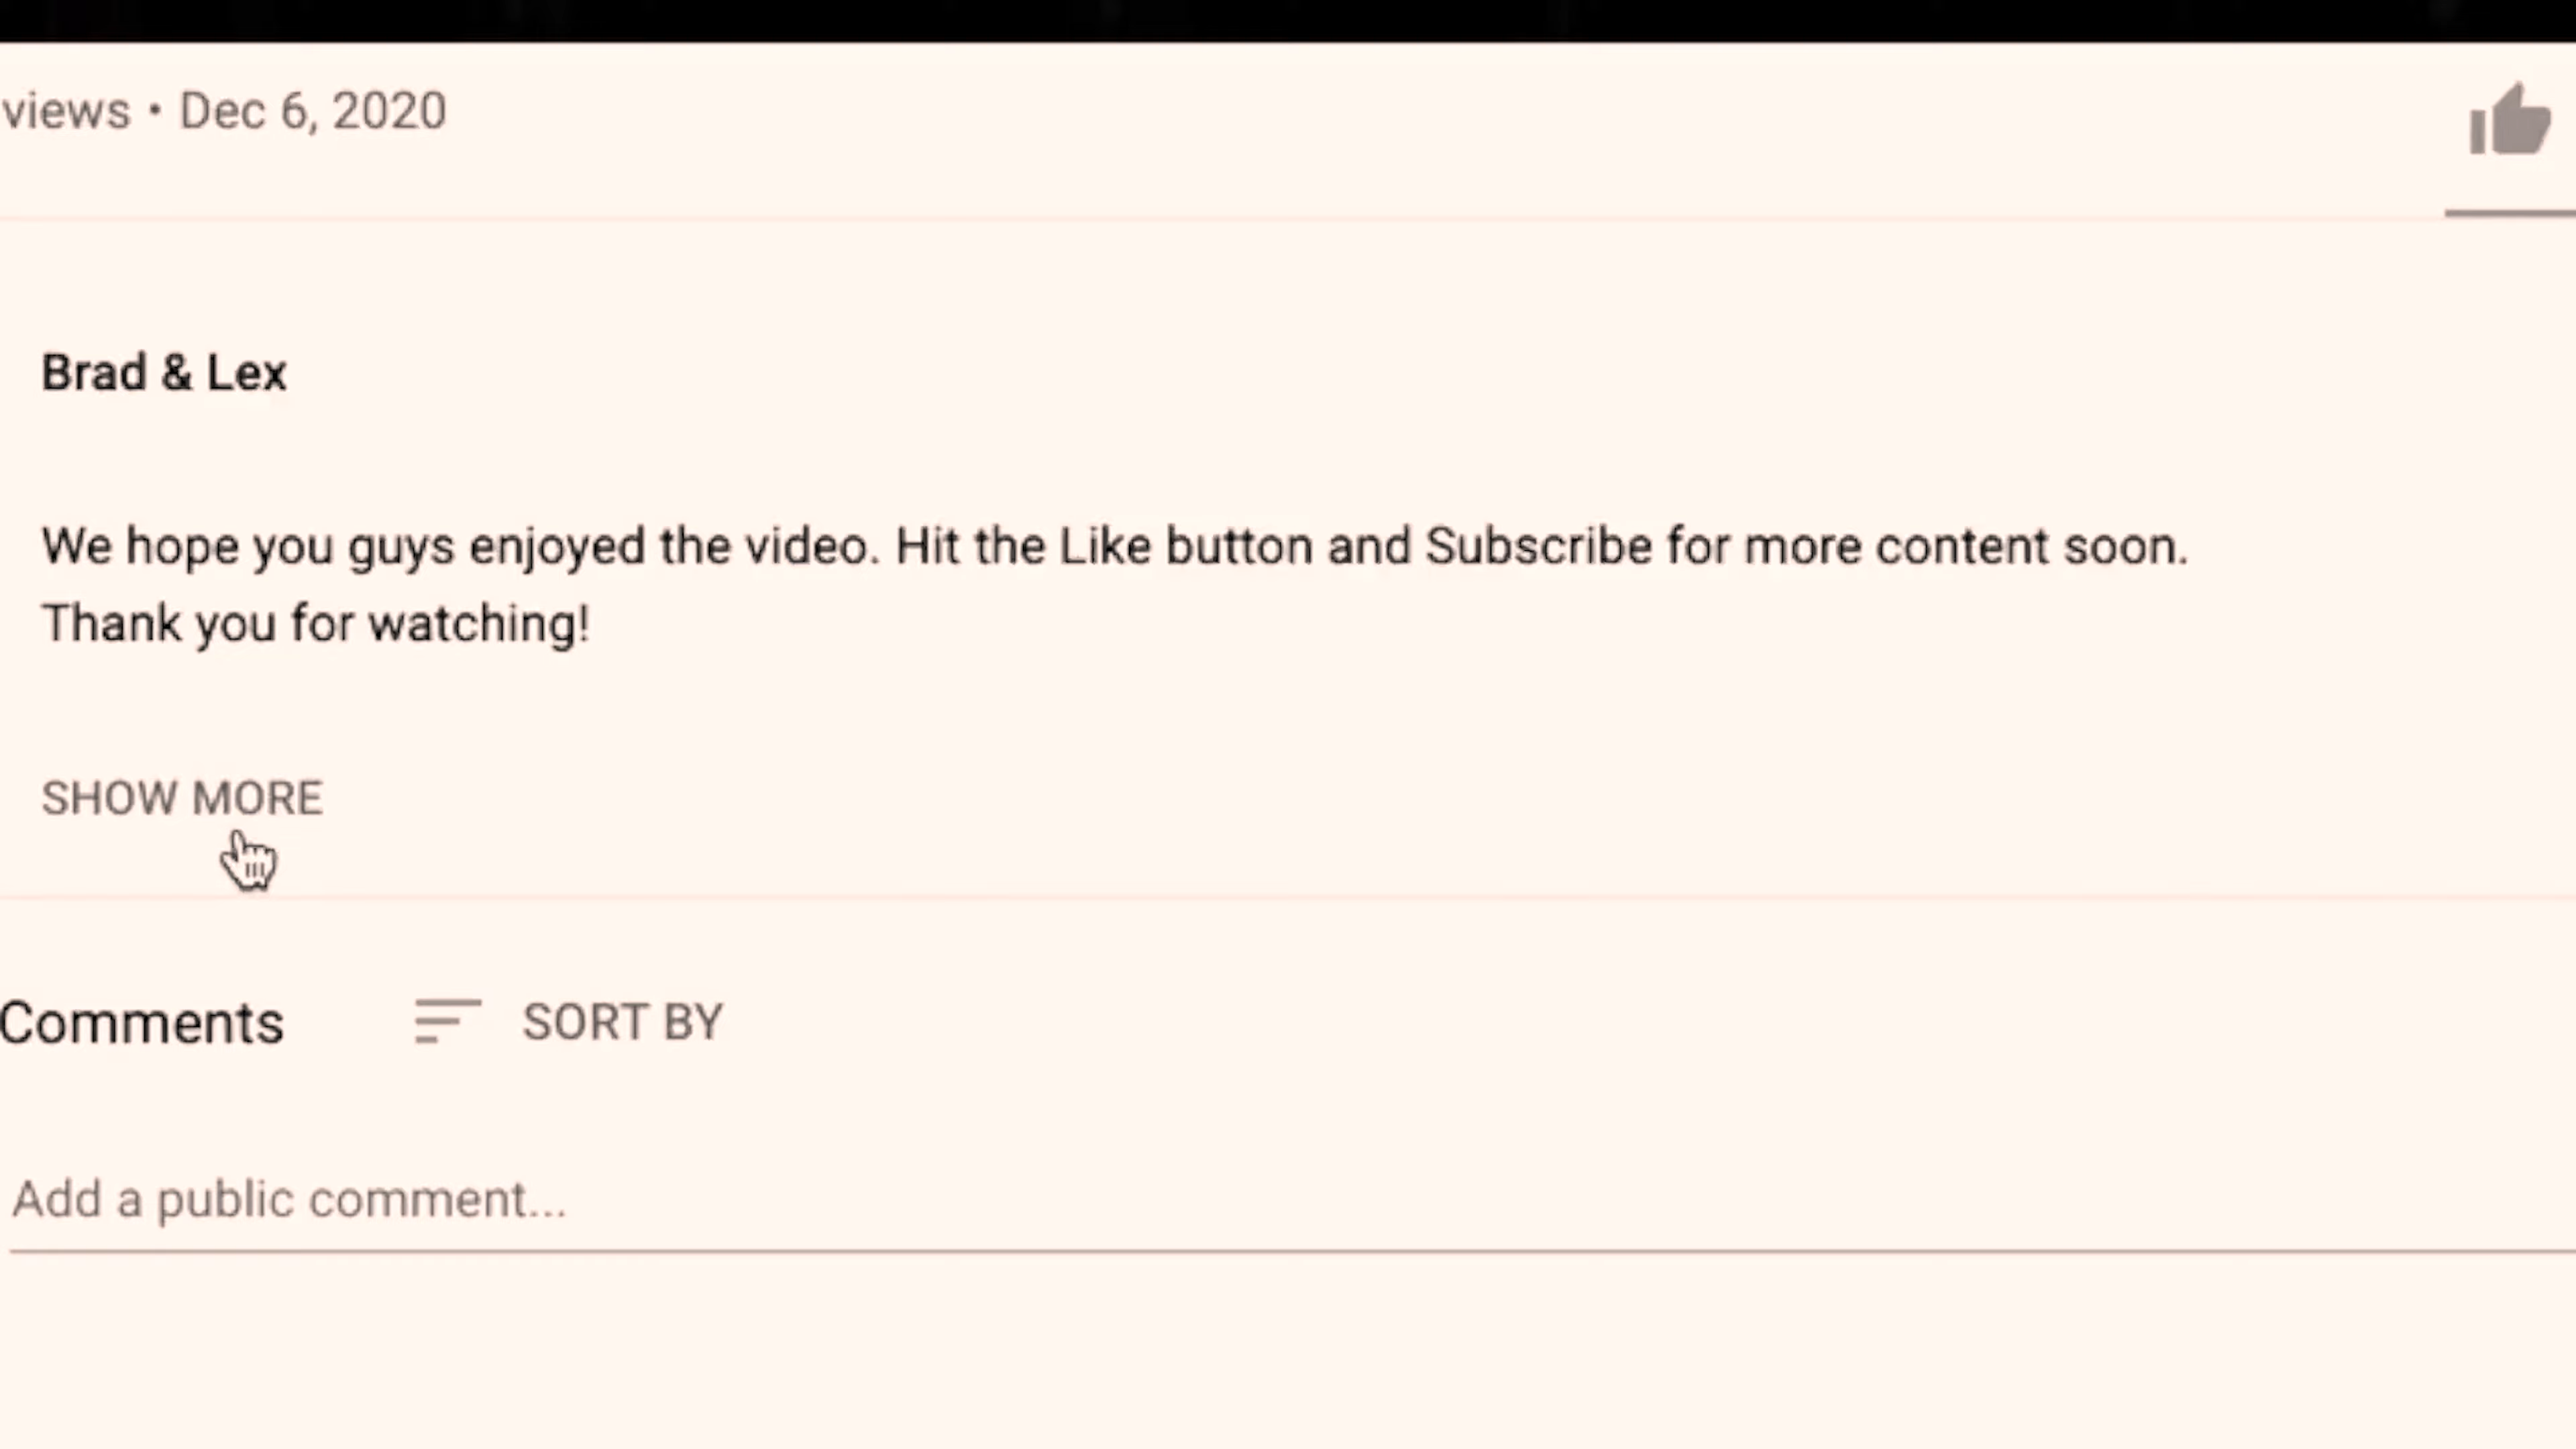 views • Dec 6, 2020
Brad & Lex
We hope you guys enjoyed the video. Hit the Like button and Subscribe for more content soon.
Thank you for watching!
SHOW MORE
Comments
SORT BY
Add a public comment...